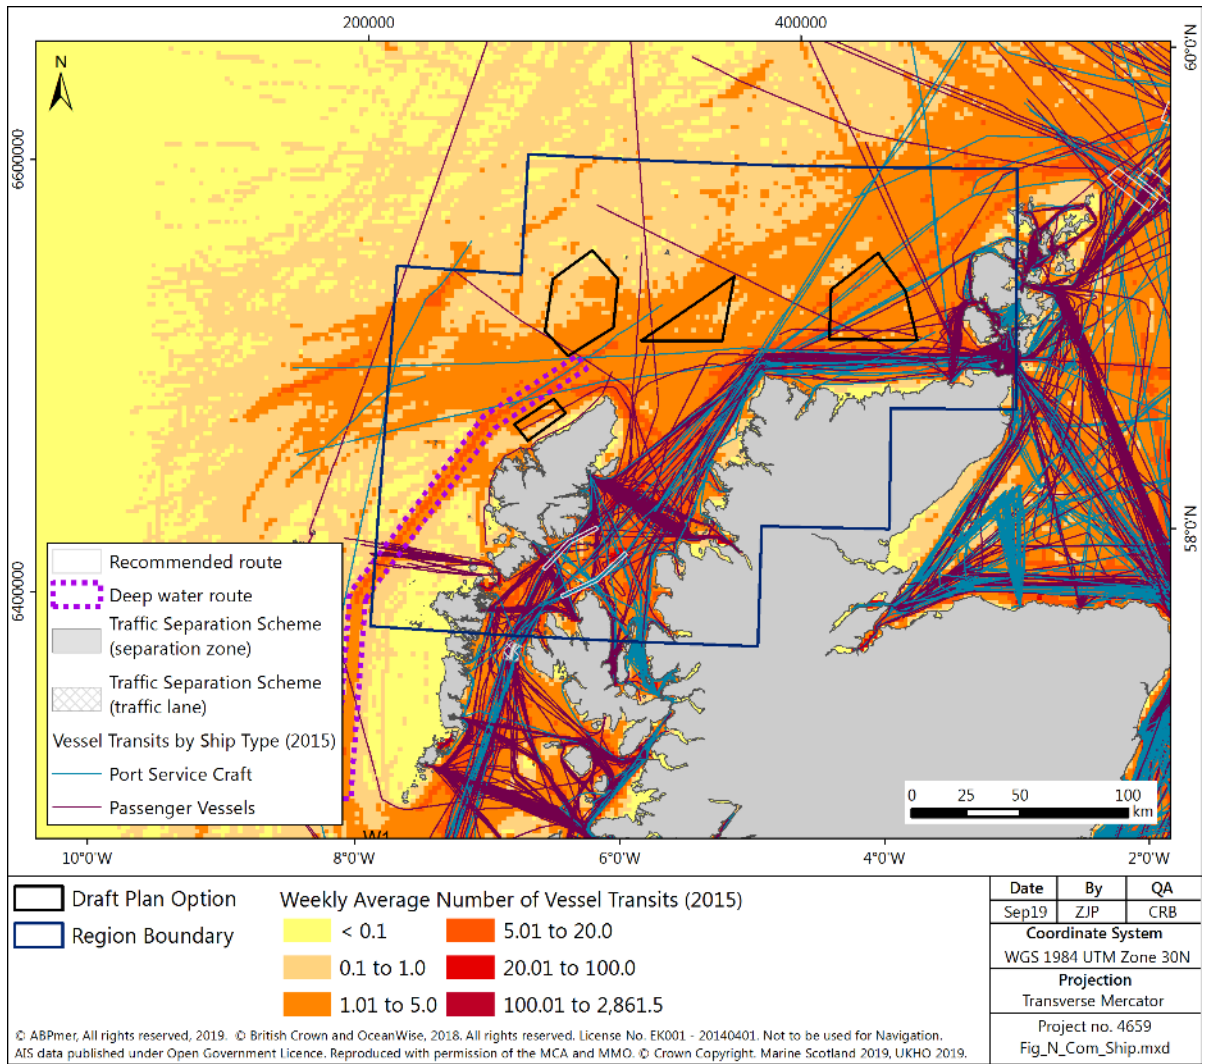 200000
400000
60°0'N
N
6600000
58°0'N
6400000
Recommended route
Deep water route
Traffic Separation Scheme
(separation zone)
Traffic Separation Scheme
(traffic lane)
Vessel Transits by Ship Type (2015)
Port Service Craft
Passenger Vessels
W1
0 25 50 100
km
10°0'W 8°0'W 6°0'W 4°0'W 2°0'W
Draft Plan Option
Region Boundary
Weekly Average Number of Vessel Transits (2015)
< 0.1
0.1 to 1.0
1.01 to 5.0
5.01 to 20.0
20.01 to 100.0
100.01 to 2,861.5
Date By QA
Sep19 ZJP CRB
Coordinate System
WGS 1984 UTM Zone 30N
Projection
Transverse Mercator
Project no. 4659
Fig_N_Com_Ship.mxd
© ABPmer, All rights reserved, 2019. © British Crown and OceanWise, 2018. All rights reserved. License No. EK001 - 20140401. Not to be used for Navigation.
AIS data published under Open Government Licence. Reproduced with permission of the MCA and MMO. © Crown Copyright. Marine Scotland 2019, UKHO 2019.